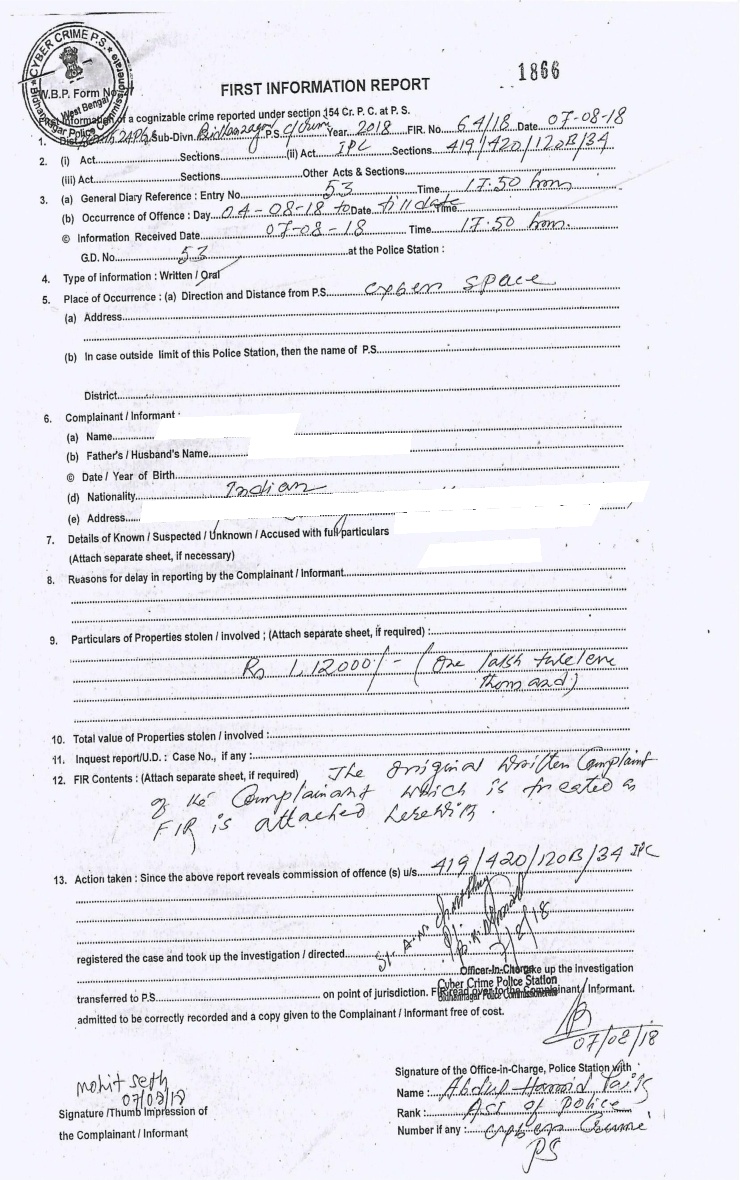 CYBER CRIME P.S.
Bidhannagar Police Commissionerate
West Bengal
1866
W.B.P. Form No
FIRST INFORMATION REPORT
First Information of a cognizable crime reported under section 154 Cr. P. C. at P. S.
1. Dist. North 24 PGS Sub-Divn. Bidhannagar P.S. C/Crime Year. 2018 FIR. No. 64/18 Date 07-08-18
2. (i) Act Sections (ii) Act IPC Sections 419/420/120B/34
(iii) Act Sections Other Acts & Sections
3. (a) General Diary Reference : Entry No. 53 Time 17:50 hrs
(b) Occurrence of Offence : Day 04-08-18 to Date till date Time
© Information Received Date 07-08-18 Time 17:50 hrs.
G.D. No. 53 at the Police Station :
4. Type of information : Written / Oral
5. Place of Occurrence : (a) Direction and Distance from P.S. cyber space
(a) Address
(b) In case outside limit of this Police Station, then the name of P.S.
District
6. Complainant / Informant
(a) Name
(b) Father's / Husband's Name
© Date / Year of Birth
(d) Nationality Indian
(e) Address
7. Details of Known / Suspected / Unknown / Accused with full particulars
(Attach separate sheet, if necessary)
8. Reasons for delay in reporting by the Complainant / Informant
9. Particulars of Properties stolen / involved ; (Attach separate sheet, if required) :
Rs 1,12000/- (One lakh twelve
thousand)
10. Total value of Properties stolen / involved :
11. Inquest report/U.D. : Case No., if any :
12. FIR Contents : (Attach separate sheet, if required) The original written Complaint
of the Complainant which is treated as
FIR is attached herewith.
13. Action taken : Since the above report reveals commission of offence (s) u/s 419/420/120B/34 IPC
7/8/18
registered the case and took up the investigation / directed
Officer-In-Charge take up the investigation
Cyber Crime Police Station
Bidhannagar Police Commissionerate
transferred to P.S. on point of jurisdiction. FIR read over to the Complainant / Informant.
admitted to be correctly recorded and a copy given to the Complainant / Informant free of cost.
07/08/18
mohit seth
07/08/18
Signature /Thumb Impression of
the Complainant / Informant
Signature of the Office-in-Charge, Police Station with
Name : Abdul Hamid
Rank : ASI of Police
Number if any : Cyber Crime
PS